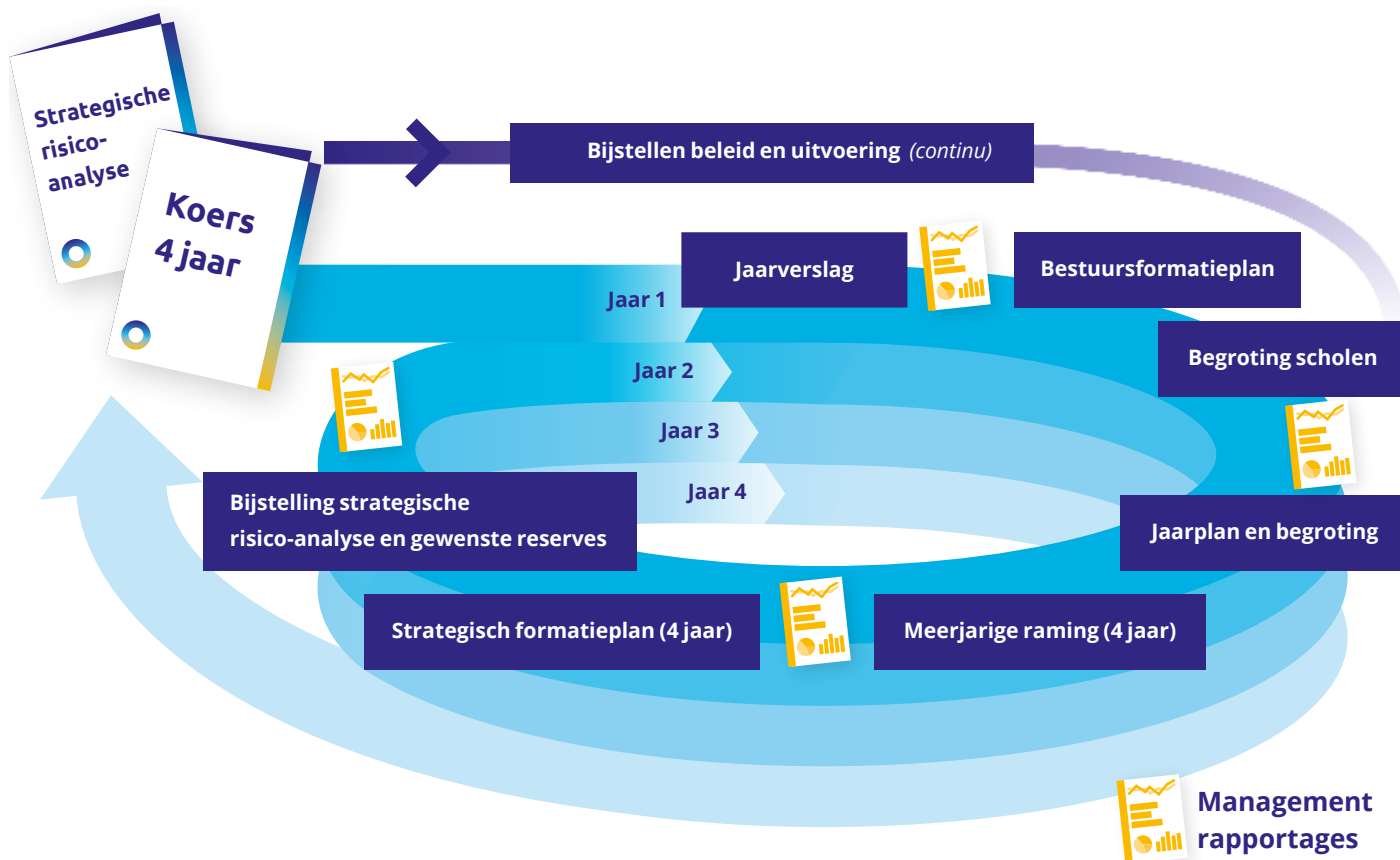 Strategische
risico-
analyse
Koers
4 jaar
Bijstellen beleid en uitvoering (continu)
Jaarverslag
Bestuursformatieplan
Jaar 1
Begroting scholen
Jaar 2
Jaar 3
Jaar 4
Jaarplan en begroting
Bijstelling strategische
risico-analyse en gewenste reserves
Strategisch formatieplan (4 jaar)
Meerjarige raming (4 jaar)
Management
rapportages